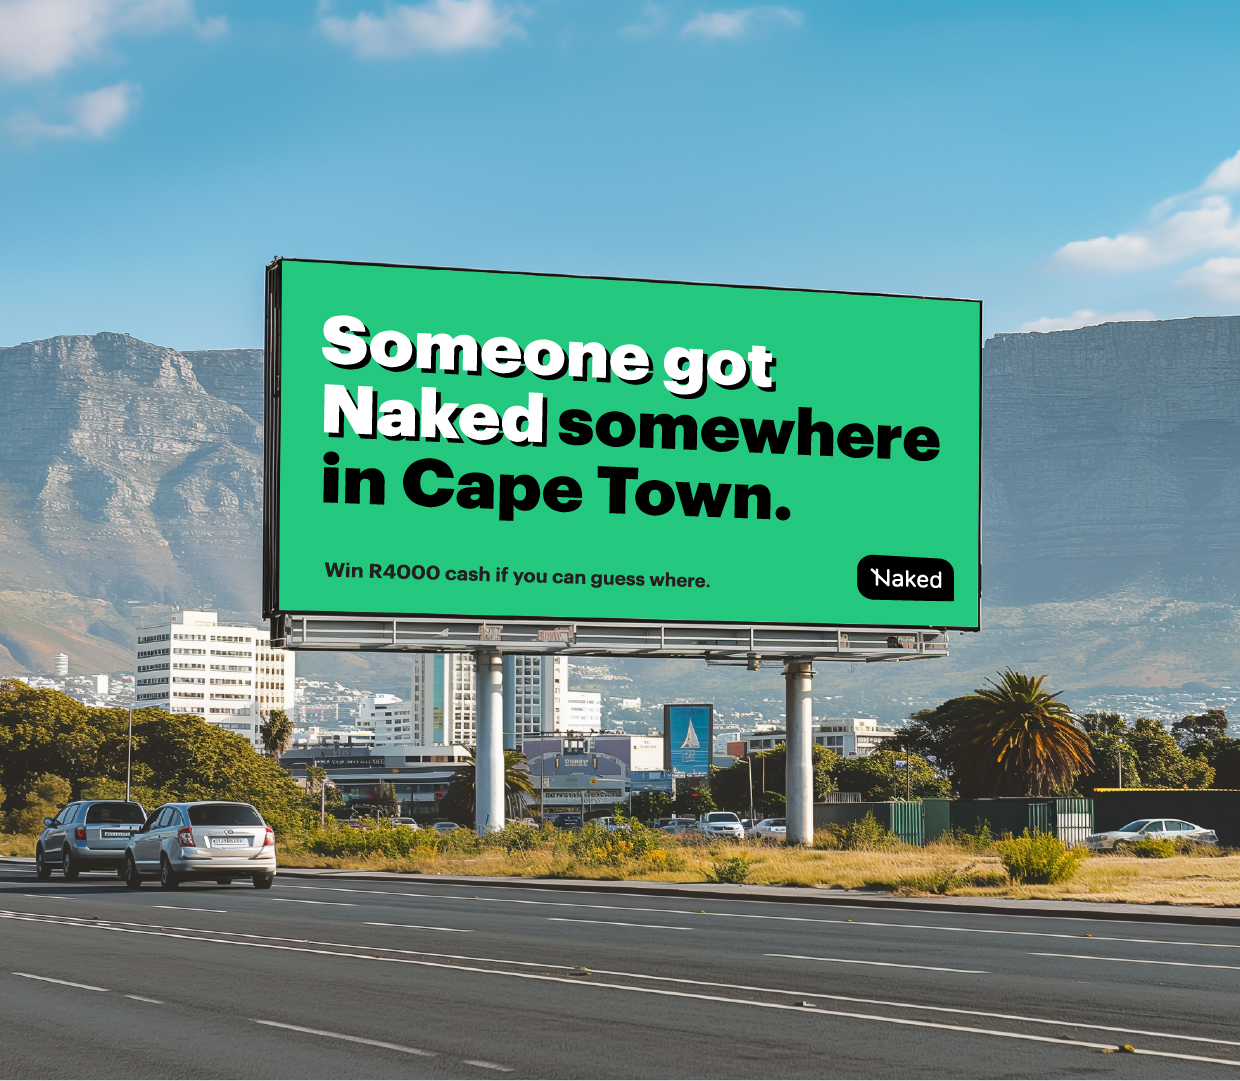 Someone got
Naked somewhere
in Cape Town.
Win R4000 cash if you can guess where.
Naked